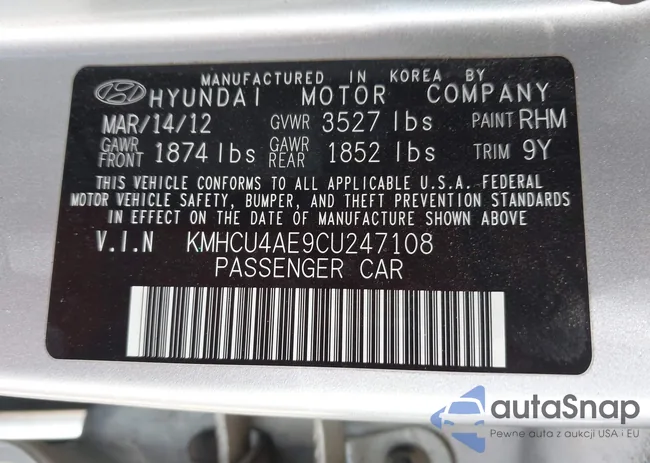 MANUFACTURED IN KOREA BY
HYUNDAI MOTOR COMPANY
MAR/14/12 GVWR 3527 lbs PAINT RHM
GAWR FRONT 1874 lbs GAWR REAR 1852 lbs TRIM 9Y
THIS VEHICLE CONFORMS TO ALL APPLICABLE U.S.A. FEDERAL
MOTOR VEHICLE SAFETY, BUMPER, AND THEFT PREVENTION STANDARDS
IN EFFECT ON THE DATE OF MANUFACTURE SHOWN ABOVE
V.I.N KMHCU4AE9CU247108
PASSENGER CAR
autaSnap
Pewne auta z aukcji USA i EU